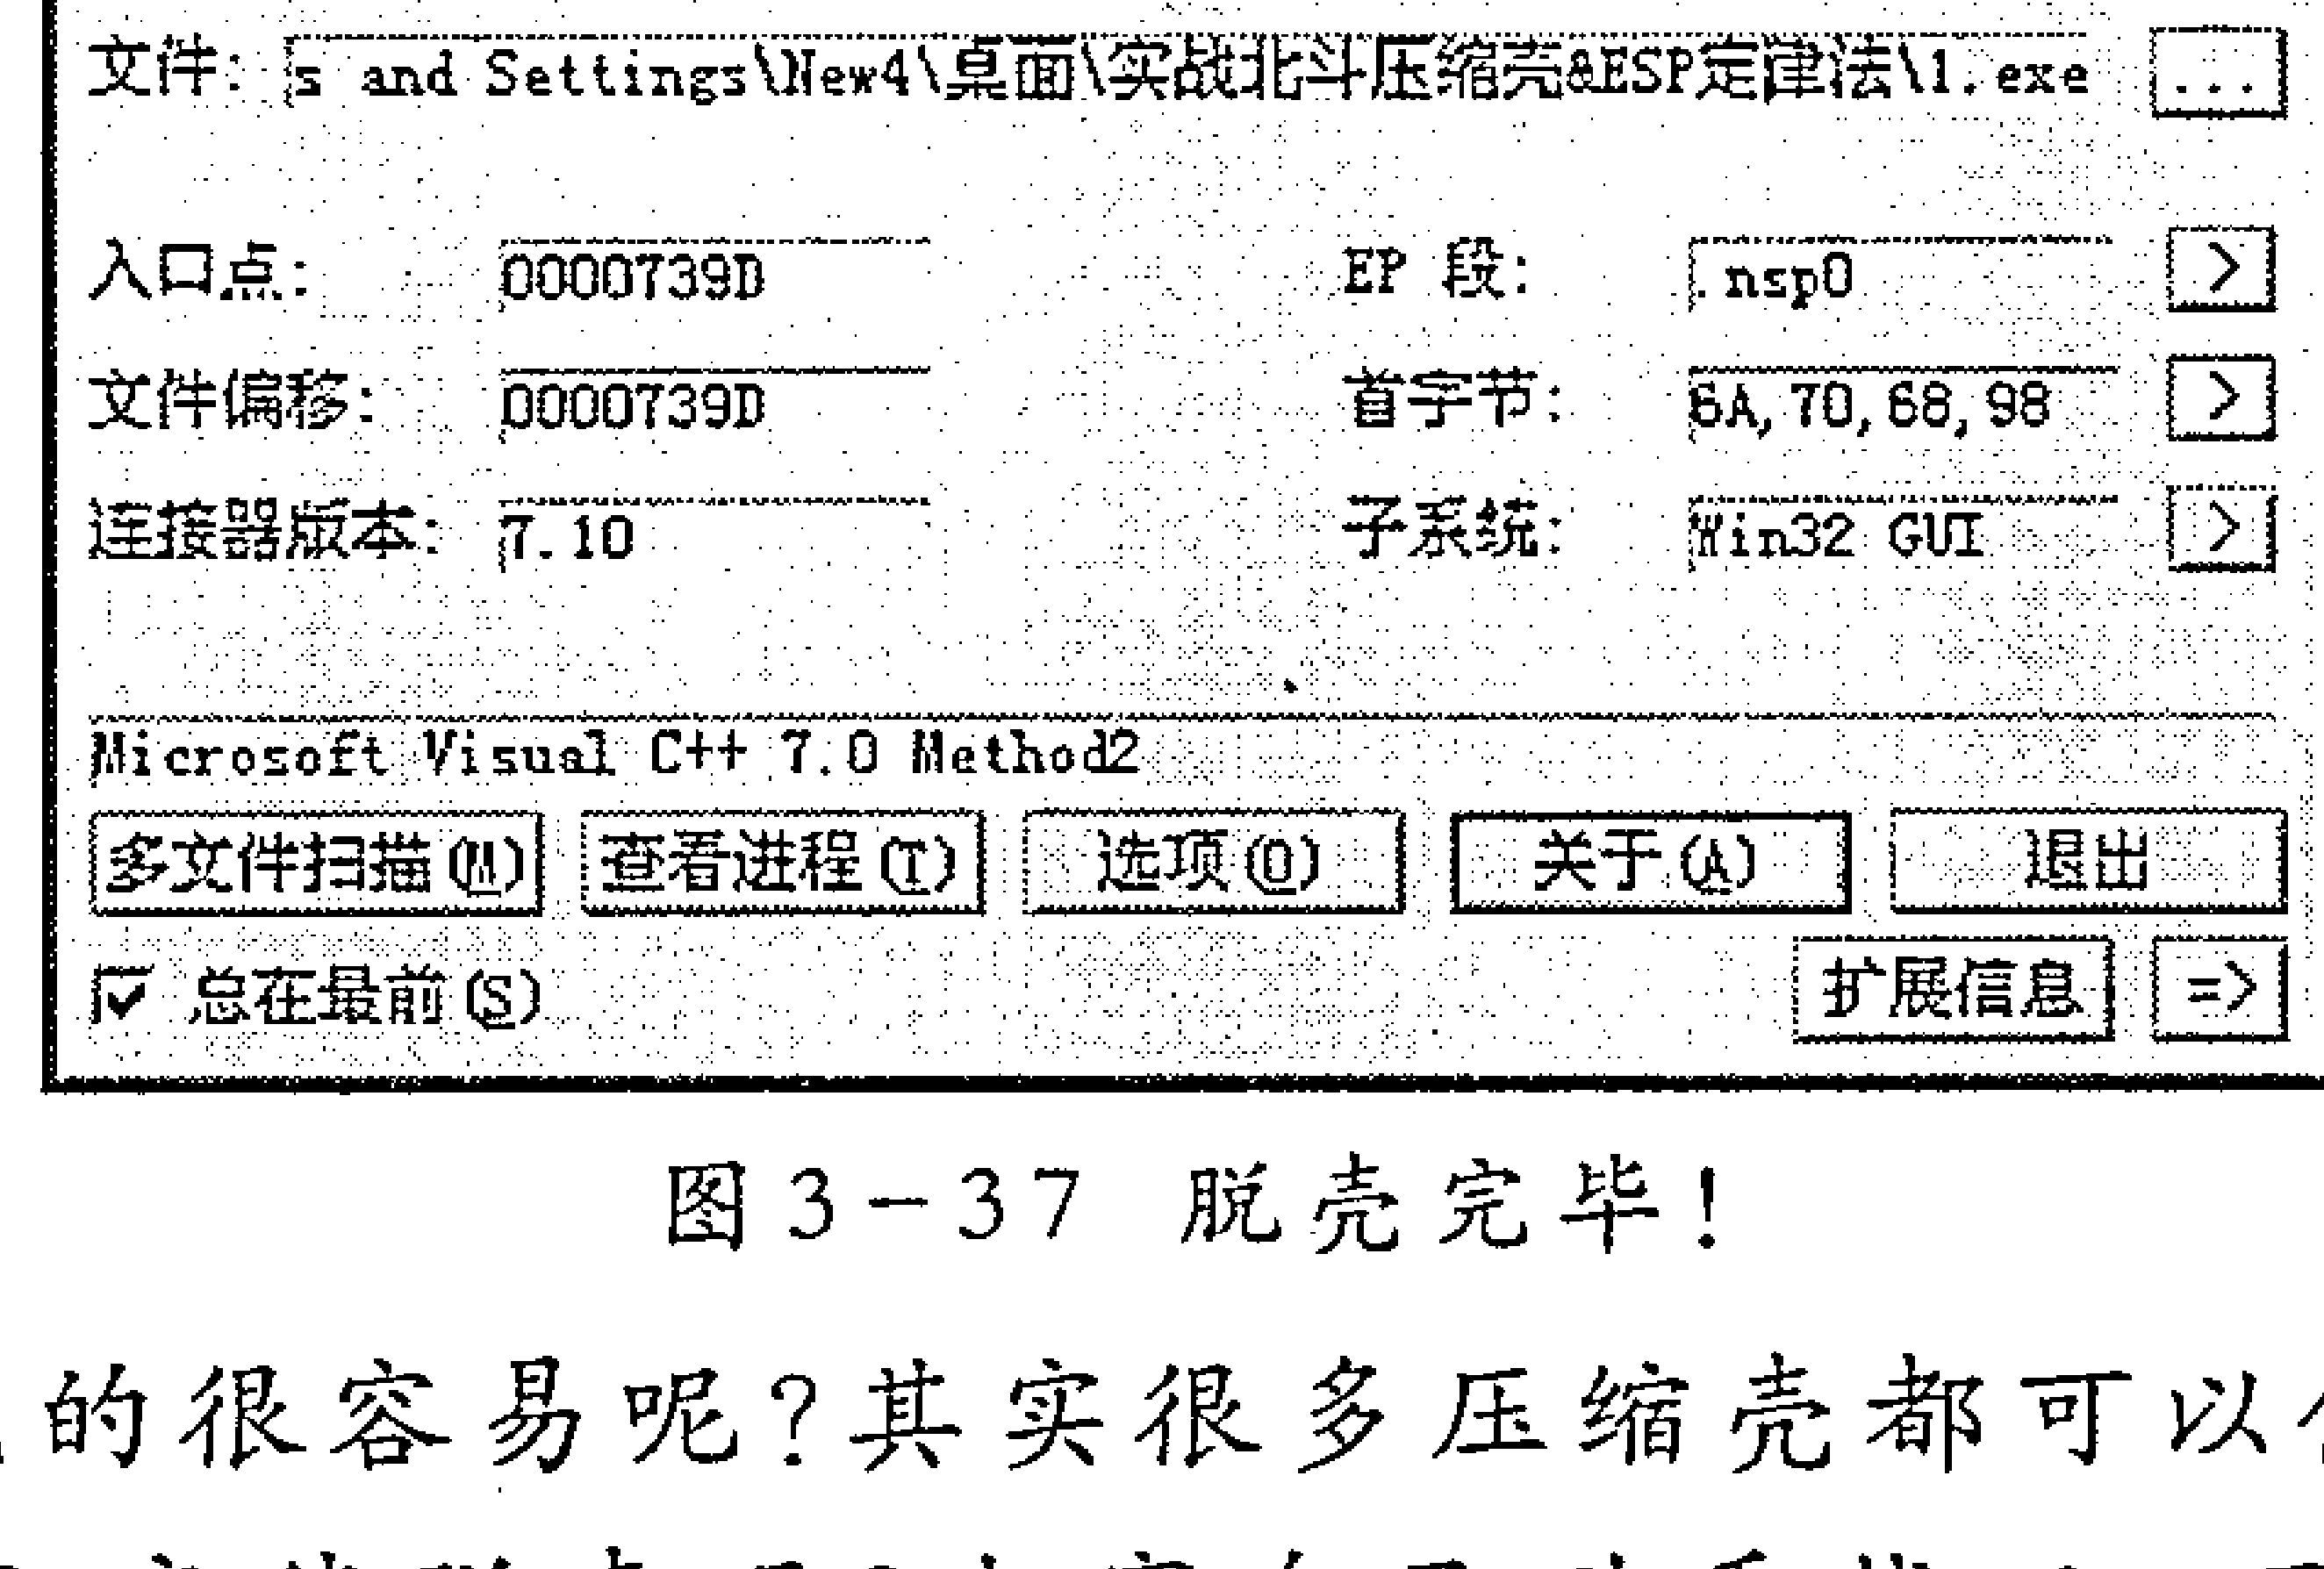 文件: s and Settings\New4\桌面\实战北斗压缩壳&ESP定律法\1.exe ...
入口点: 0000739D EP 段: .nsp0 >
文件偏移: 0000739D 首字节: 6A,70,68,98 >
连接器版本: 7.10 子系统: Win32 GUI >
Microsoft Visual C++ 7.0 Method2
多文件扫描(M) 查看进程(T) 选项(O) 关于(A) 退出
总在最前(S) 扩展信息 =>
图3-37 脱壳完毕!
的很容易呢?其实很多压缩壳都可以